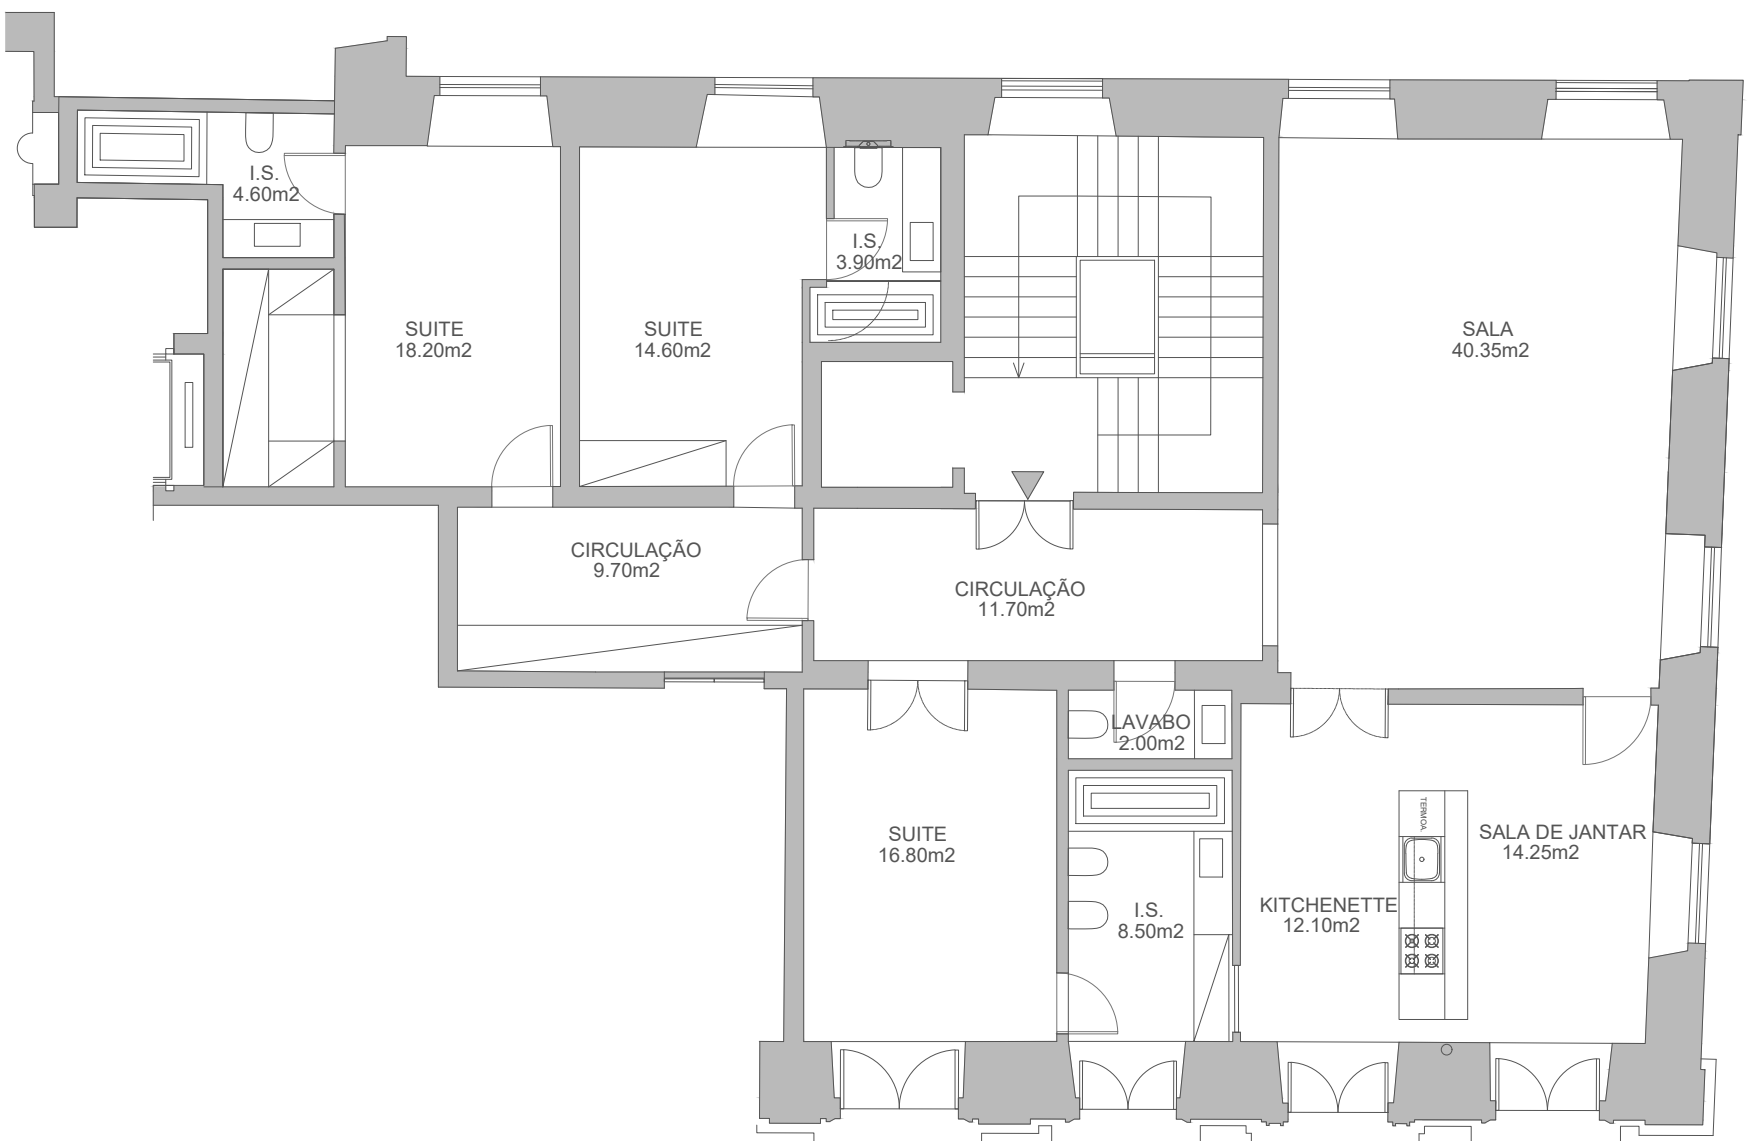 I.S.
4.60m2
I.S.
3.90m2
SUITE
18.20m2
SUITE
14.60m2
SALA
40.35m2
CIRCULAÇÃO
9.70m2
CIRCULAÇÃO
11.70m2
LAVABO
2.00m2
SUITE
16.80m2
TERMOA.
SALA DE JANTAR
14.25m2
I.S.
8.50m2
KITCHENETTE
12.10m2